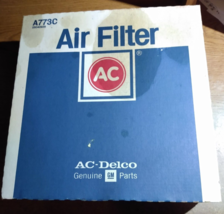 A773C
Air Filter
AC
AC-Delco
Genuine GM Parts